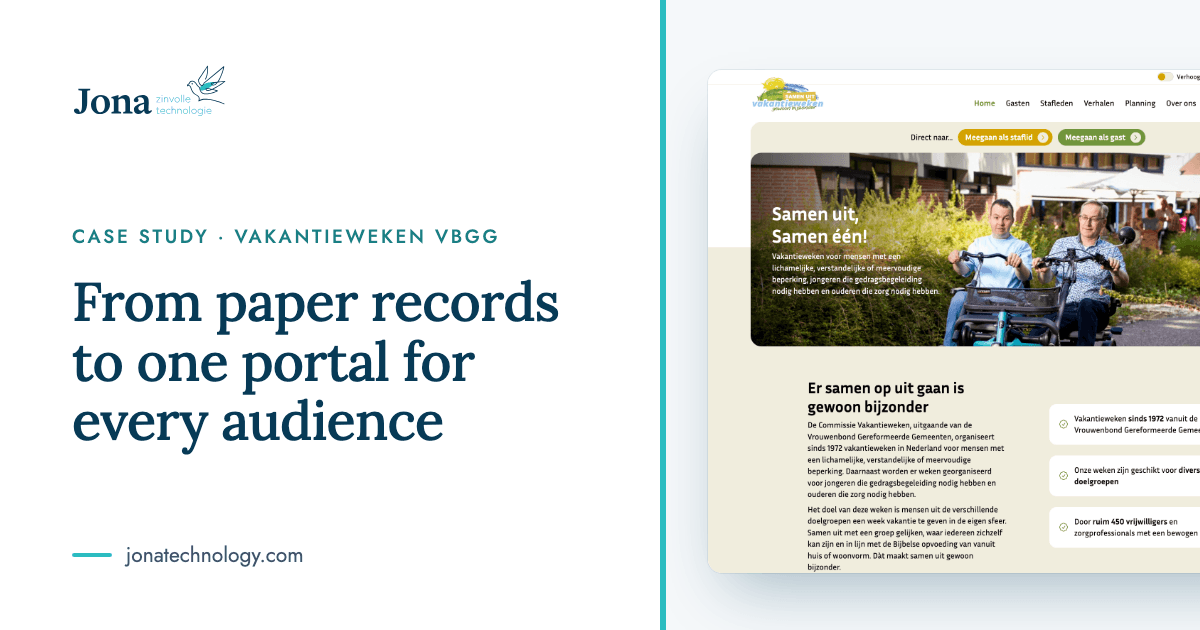 Jona
zinvolle
technologie
CASE STUDY · VAKANTIEWEKEN VBGG
From paper records
to one portal for
every audience
jonatechnology.com
SAMEN UIT
vakantieweken
Home Gasten Stafleden Verhalen Planning Over ons
Direct naar... Meegaan als staflid Meegaan als gast
Samen uit,
Samen één!
Vakantieweken voor mensen met een
lichamelijke, verstandelijke of meervoudige
beperking, jongeren die gedragsbegeleiding
nodig hebben en ouderen die zorg nodig hebben.
Er samen op uit gaan is
gewoon bijzonder
De Commissie Vakantieweken, uitgaande van de
Vrouwenbond Gereformeerde Gemeenten, organiseert
sinds 1972 vakantieweken in Nederland voor mensen met
een lichamelijke, verstandelijke of meervoudige
beperking. Daarnaast worden er weken georganiseerd
voor jongeren die gedragsbegeleiding nodig hebben en
ouderen die zorg nodig hebben.
Het doel van deze weken is mensen uit de verschillende
doelgroepen een week vakantie te geven in de eigen sfeer.
Samen uit met een groep gelijken, waar iedereen zichzelf
kan zijn en in lijn met de Bijbelse opvoeding van vanuit
huis of woonvorm. Dàt maakt samen uit gewoon
bijzonder.
Vakantieweken sinds 1972 vanuit de
Vrouwenbond Gereformeerde Gemee
Onze weken zijn geschikt voor divers
doelgroepen
Door ruim 450 vrijwilligers en
zorgprofessionals met een bewogen